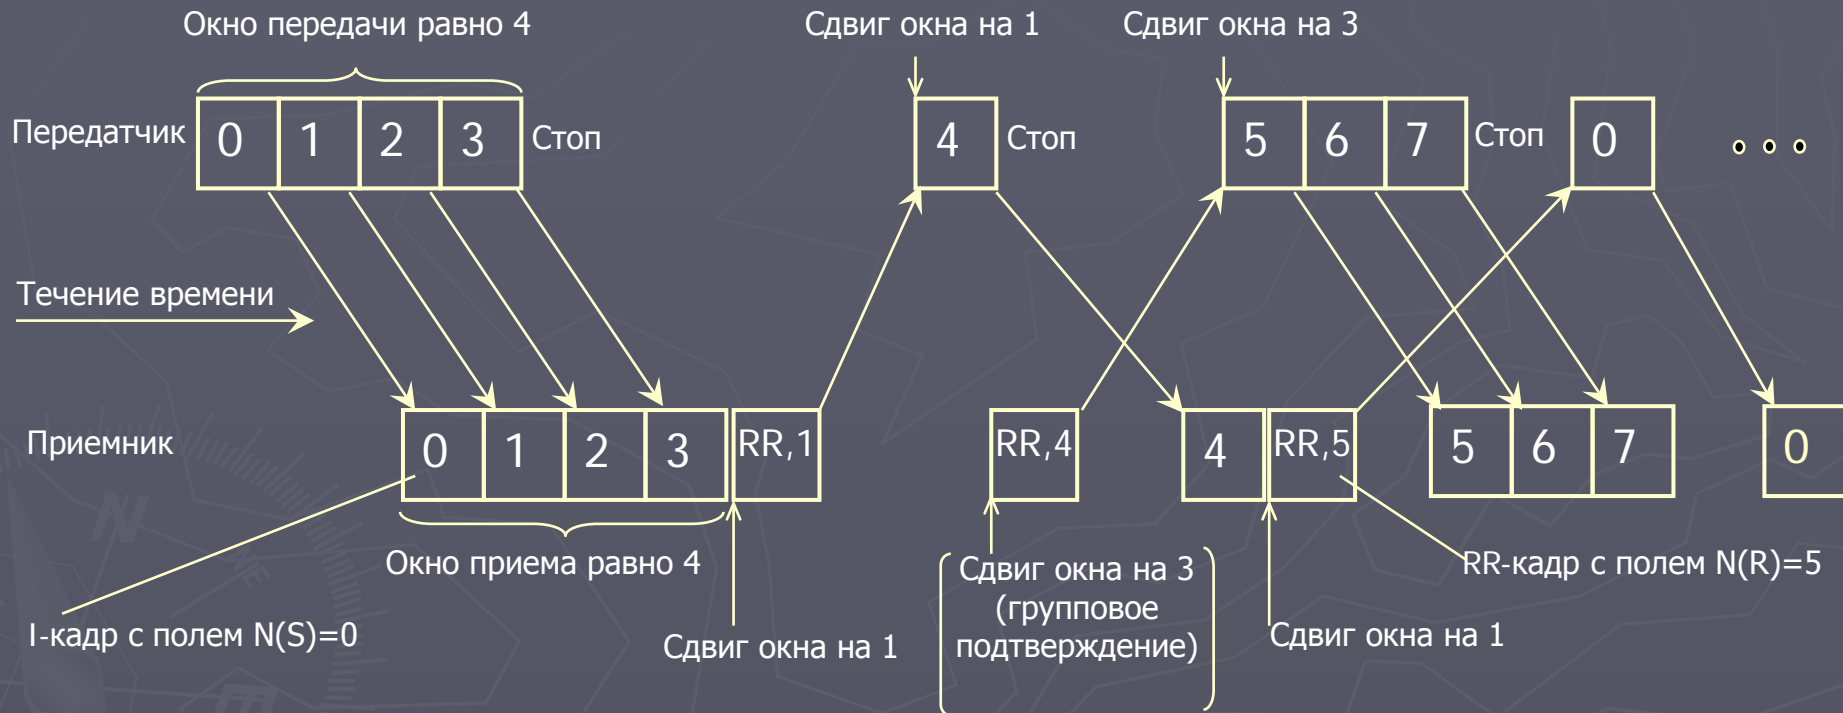 Окно передачи равно 4
Сдвиг окна на 1
Сдвиг окна на 3
Передатчик
0
1
2
3
Стоп
4
Стоп
5
6
7
Стоп
0
Течение времени
Приемник
0
1
2
3
RR,1
RR,4
4
RR,5
5
6
7
0
Окно приема равно 4
Сдвиг окна на 3
(групповое
подтверждение)
RR-кадр с полем N(R)=5
I-кадр с полем N(S)=0
Сдвиг окна на 1
Сдвиг окна на 1
N
NE
E